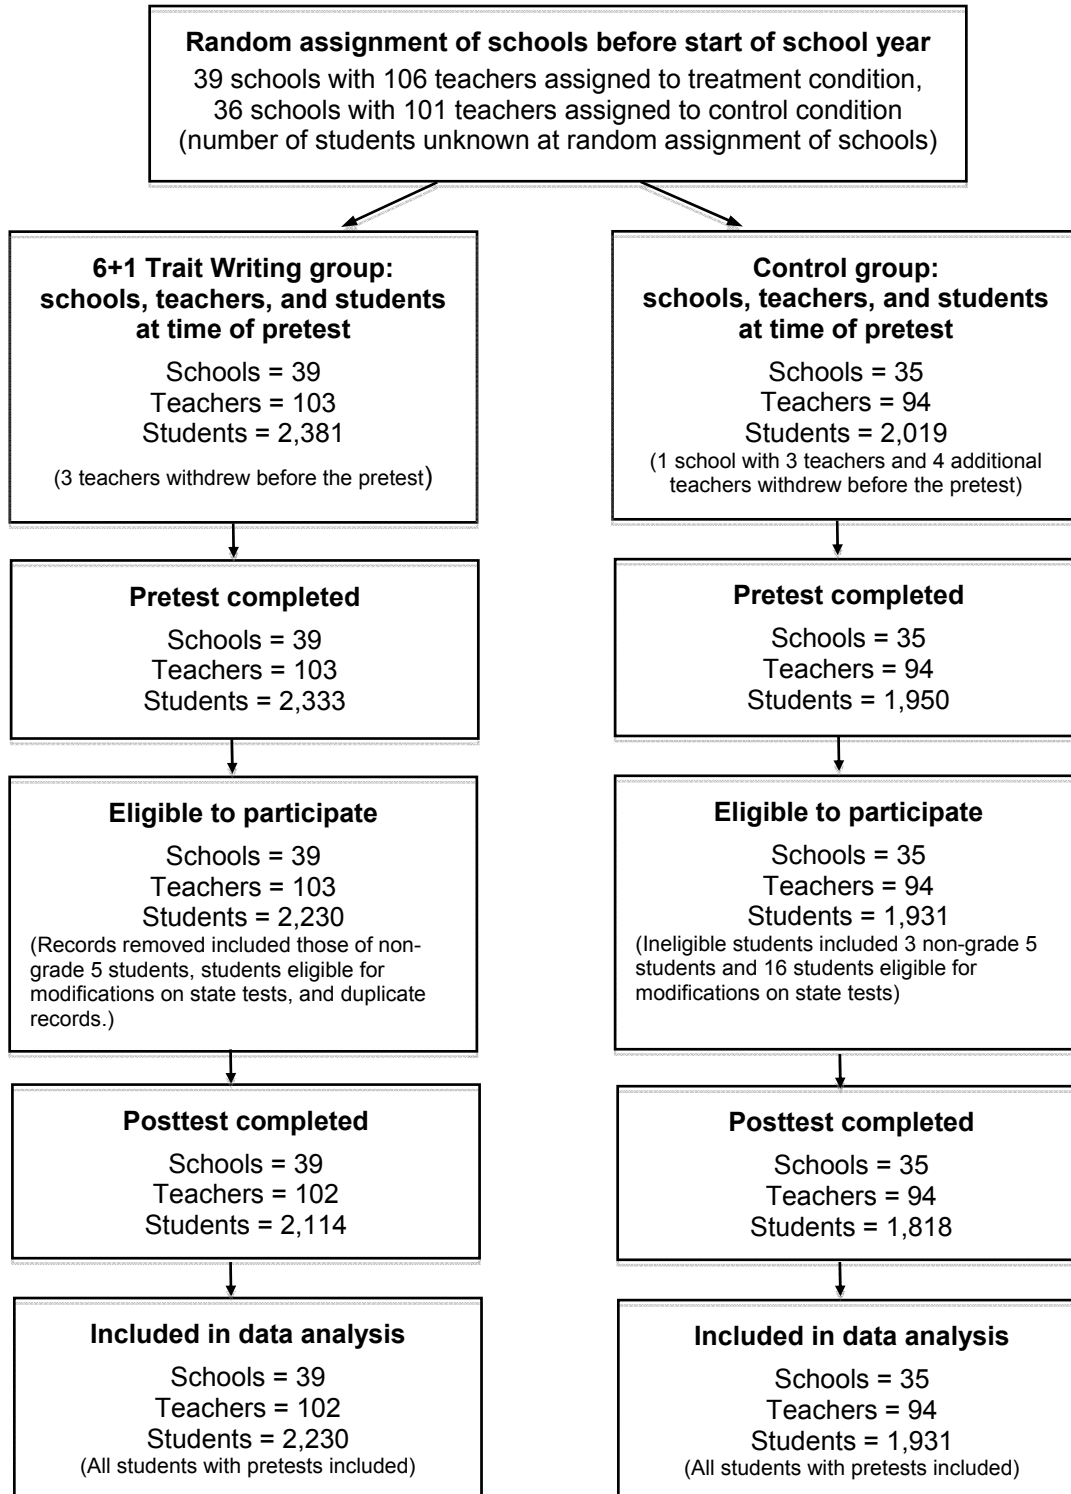 Random assignment of schools before start of school year
39 schools with 106 teachers assigned to treatment condition,
36 schools with 101 teachers assigned to control condition
(number of students unknown at random assignment of schools)
6+1 Trait Writing group:
schools, teachers, and students
at time of pretest
Schools = 39
Teachers = 103
Students = 2,381
(3 teachers withdrew before the pretest)
Control group:
schools, teachers, and students
at time of pretest
Schools = 35
Teachers = 94
Students = 2,019
(1 school with 3 teachers and 4 additional
teachers withdrew before the pretest)
Pretest completed
Schools = 39
Teachers = 103
Students = 2,333
Pretest completed
Schools = 35
Teachers = 94
Students = 1,950
Eligible to participate
Schools = 39
Teachers = 103
Students = 2,230
(Records removed included those of non-
grade 5 students, students eligible for
modifications on state tests, and duplicate
records.)
Eligible to participate
Schools = 35
Teachers = 94
Students = 1,931
(Ineligible students included 3 non-grade 5
students and 16 students eligible for
modifications on state tests)
Posttest completed
Schools = 39
Teachers = 102
Students = 2,114
Posttest completed
Schools = 35
Teachers = 94
Students = 1,818
Included in data analysis
Schools = 39
Teachers = 102
Students = 2,230
(All students with pretests included)
Included in data analysis
Schools = 35
Teachers = 94
Students = 1,931
(All students with pretests included)